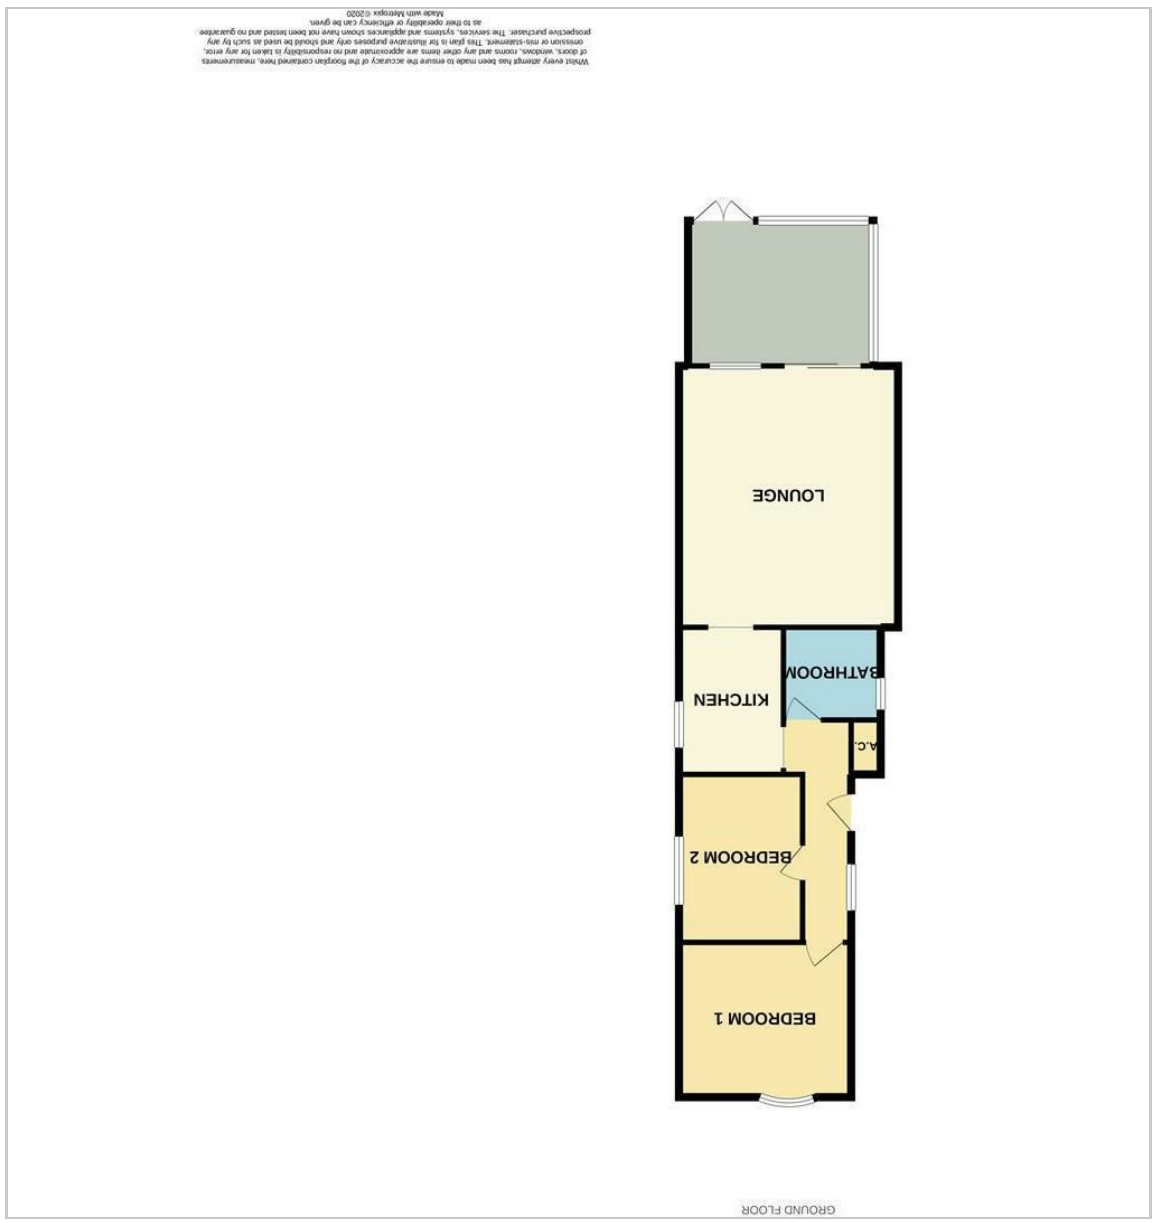 GROUND FLOOR
BEDROOM 1
BEDROOM 2
A.C.
KITCHEN
BATHROOM
LOUNGE
Whilst every attempt has been made to ensure the accuracy of the floorplan contained here, measurements
of doors, windows, rooms and any other items are approximate and no responsibility is taken for any error,
omission or mis-statement. This plan is for illustrative purposes only and should be used as such by any
prospective purchaser. The services, systems and appliances shown have not been tested and no guarantee
as to their operability or efficiency can be given.
Made with Metropix ©2020